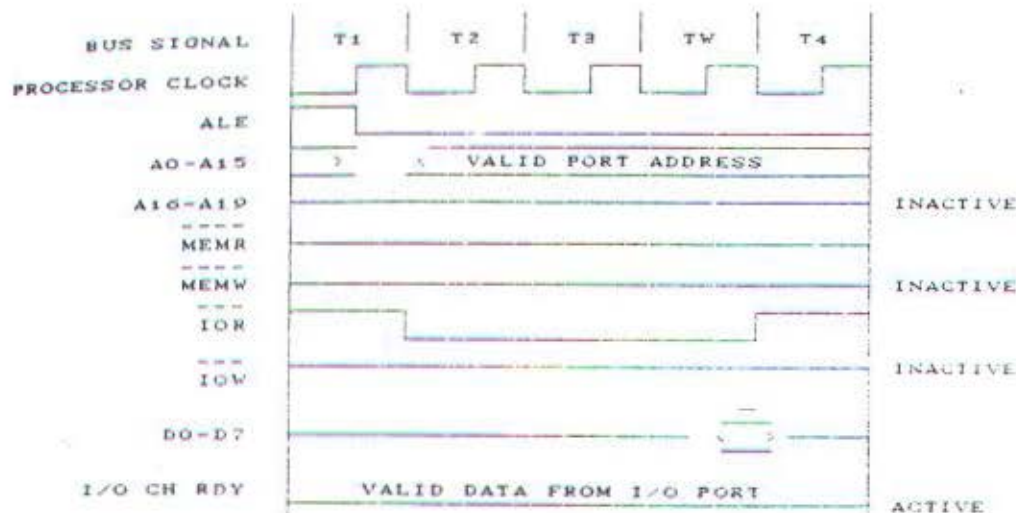 BUS SIGNAL T1 T2 T3 TW T4
PROCESSOR CLOCK
ALE
A0-A15 VALID PORT ADDRESS
A16-A19 INACTIVE
MEMR
MEMW INACTIVE
IOR
IOW INACTIVE
D0-D7
I/O CH RDY VALID DATA FROM I/O PORT ACTIVE